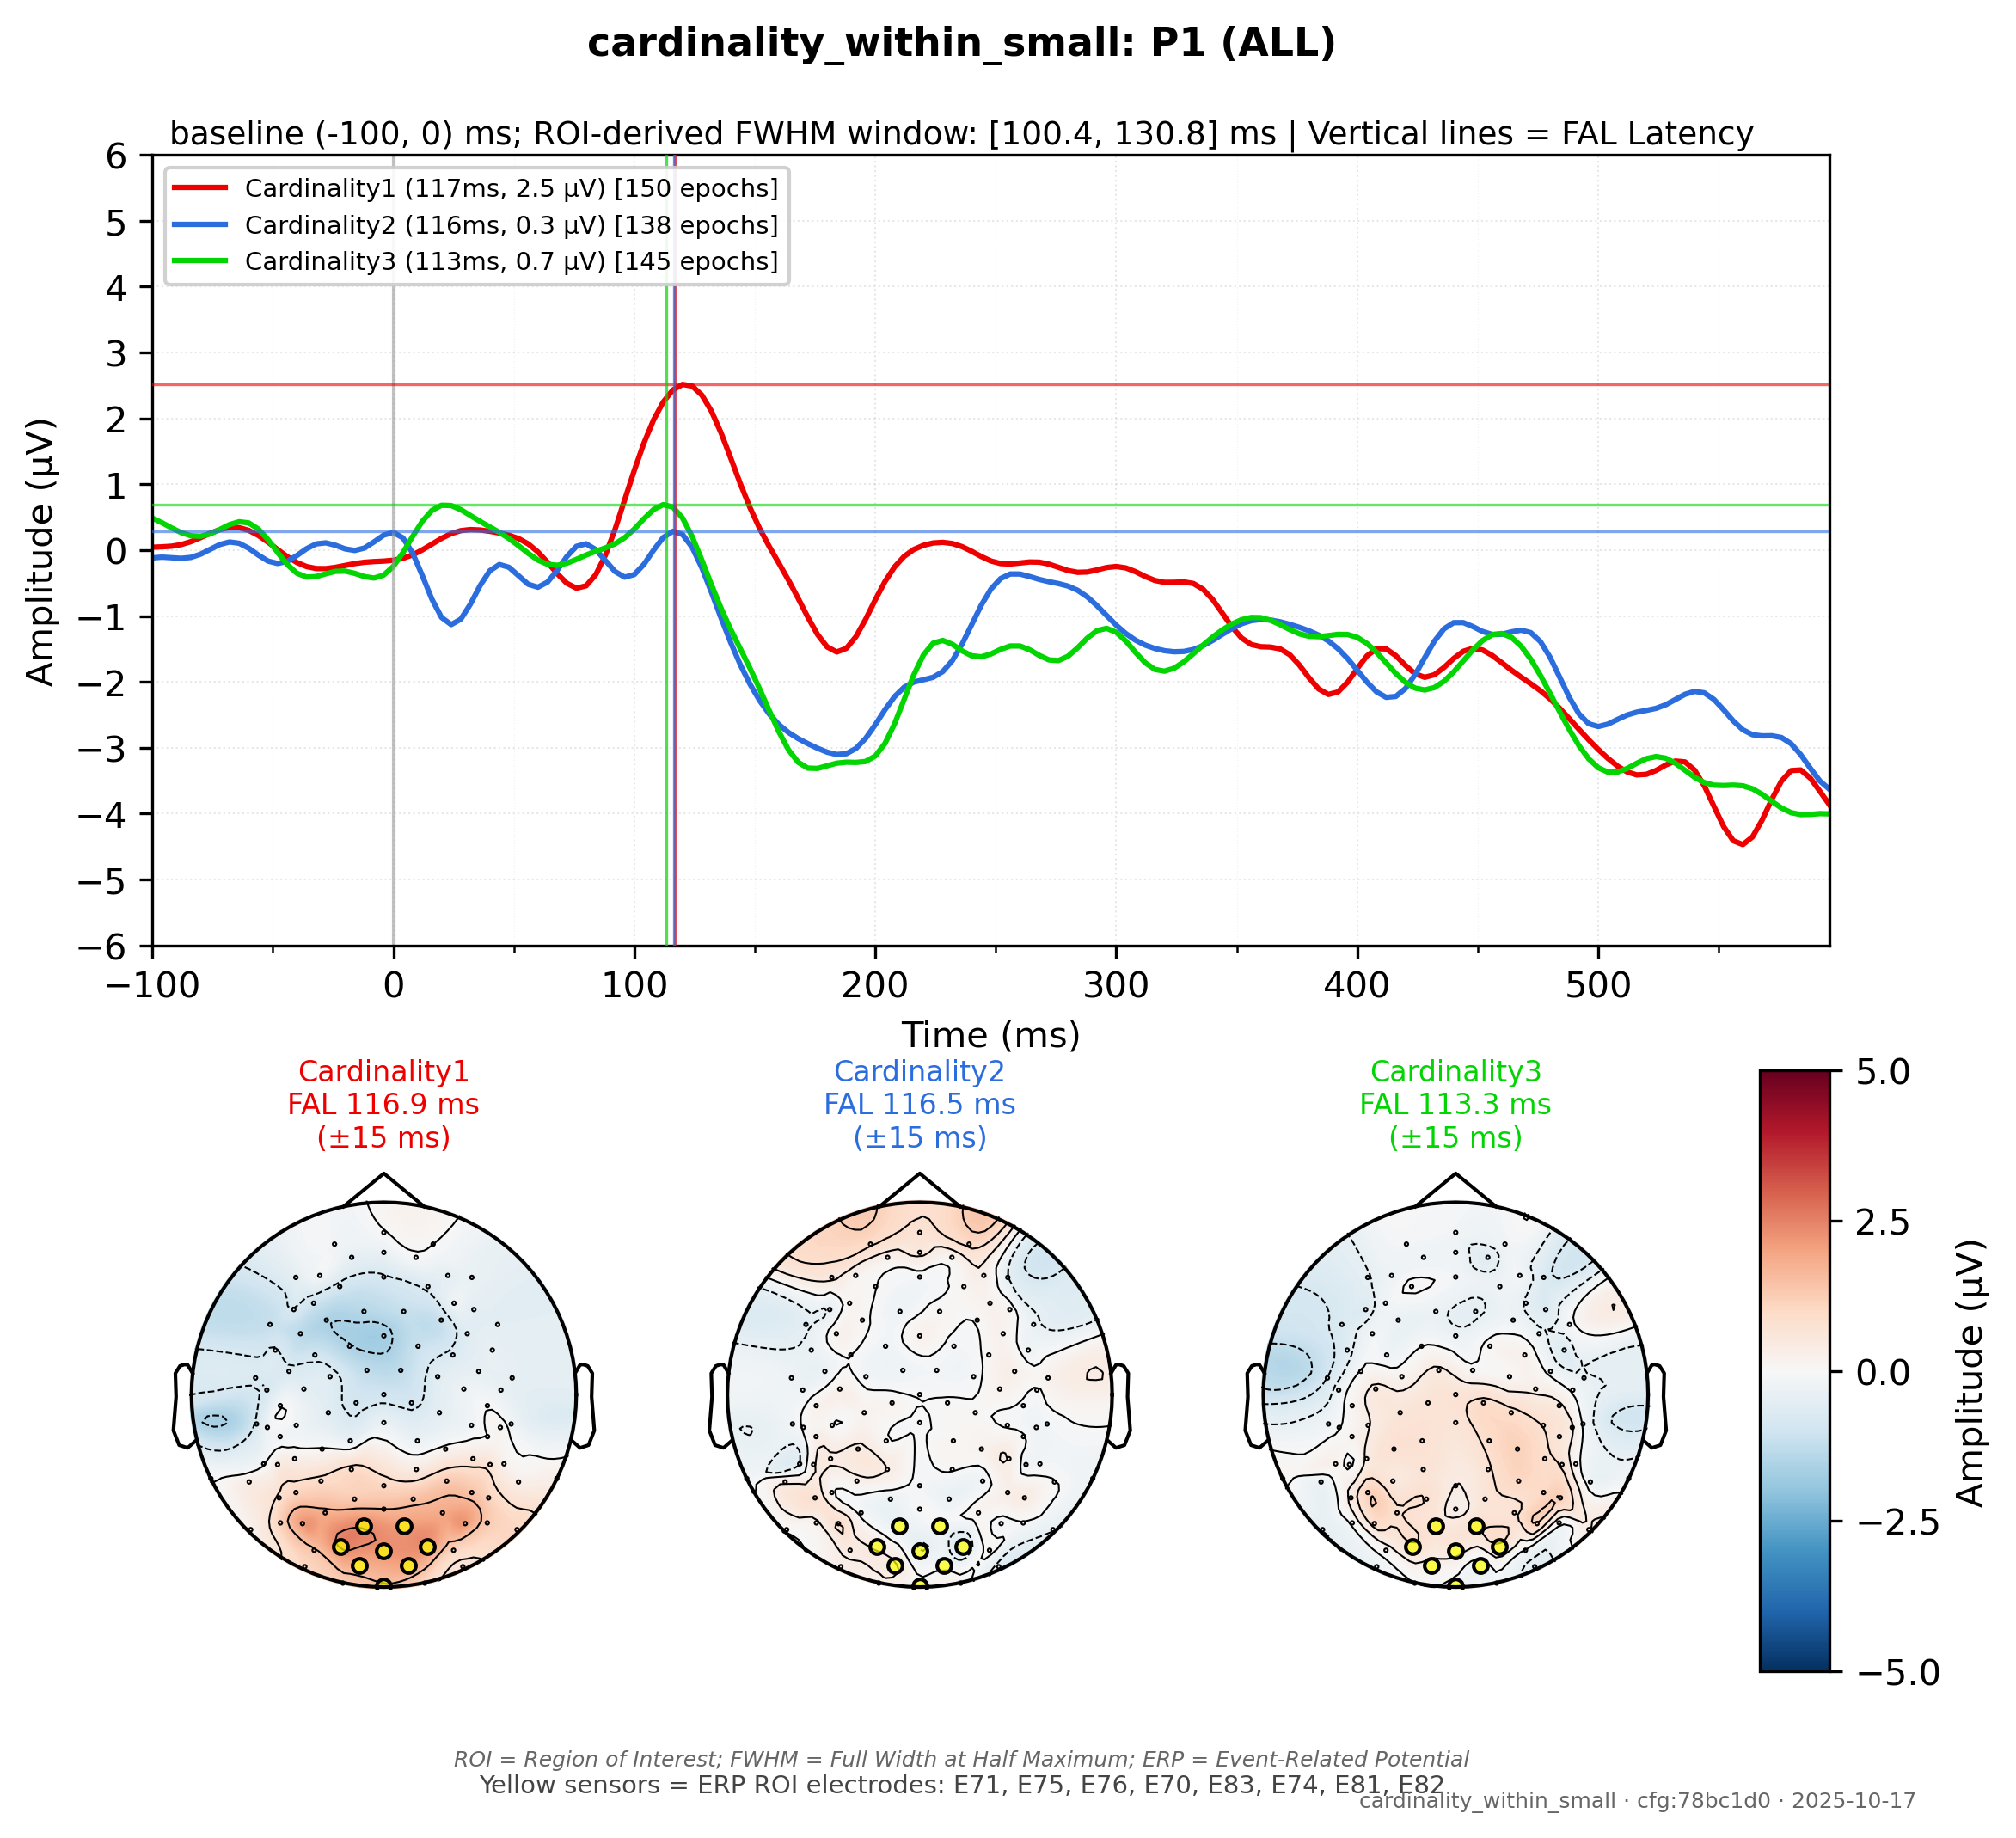 cardinality_within_small: P1 (ALL)
baseline (-100, 0) ms; ROI-derived FWHM window: [100.4, 130.8] ms | Vertical lines = FAL Latency
Cardinality1 (117ms, 2.5 µV) [150 epochs]
Cardinality2 (116ms, 0.3 µV) [138 epochs]
Cardinality3 (113ms, 0.7 µV) [145 epochs]
6
5
4
3
2
1
0
−1
−2
−3
−4
−5
−6
Amplitude (µV)
−100 0 100 200 300 400 500
Time (ms)
Cardinality1
FAL 116.9 ms
(±15 ms)
Cardinality2
FAL 116.5 ms
(±15 ms)
Cardinality3
FAL 113.3 ms
(±15 ms)
5.0
2.5
0.0
−2.5
−5.0
Amplitude (µV)
ROI = Region of Interest; FWHM = Full Width at Half Maximum; ERP = Event-Related Potential
Yellow sensors = ERP ROI electrodes: E71, E75, E76, E70, E83, E74, E81, E82
cardinality_within_small · cfg:78bc1d0 · 2025-10-17